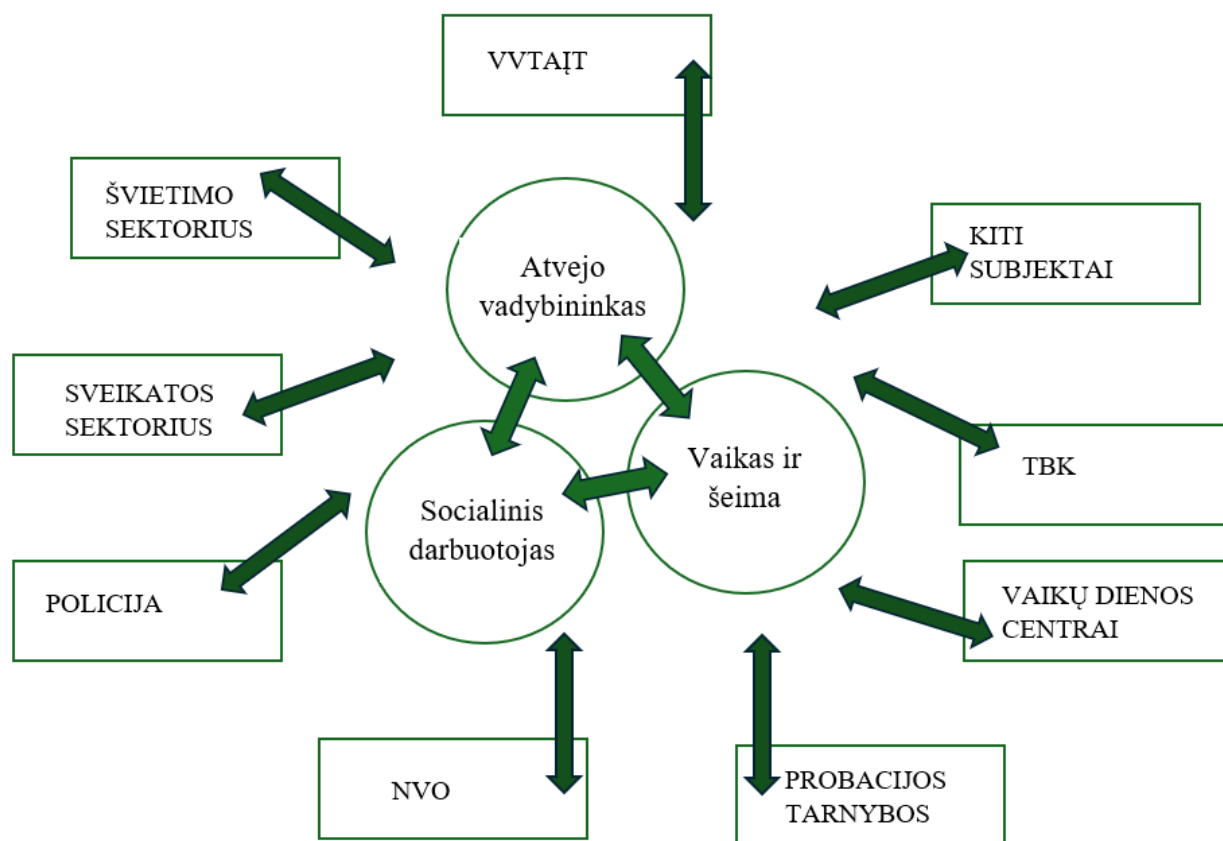 VVTAĮT
ŠVIETIMO
SEKTORIUS
KITI
SUBJEKTAI
Atvejo
vadybininkas
SVEIKATOS
SEKTORIUS
Vaikas ir
šeima
TBK
Socialinis
darbuotojas
POLICIJA
VAIKŲ DIENOS
CENTRAI
NVO
PROBACIJOS
TARNYBOS